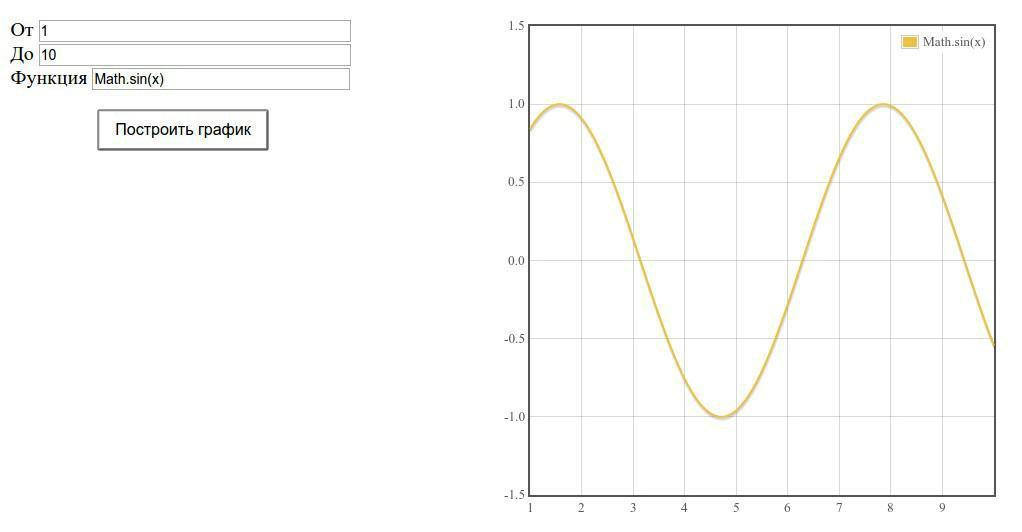 От 1
До 10
Функция Math.sin(x)
Построить график
Math.sin(x)
1.5
1.0
0.5
0.0
-0.5
-1.0
-1.5
1 2 3 4 5 6 7 8 9